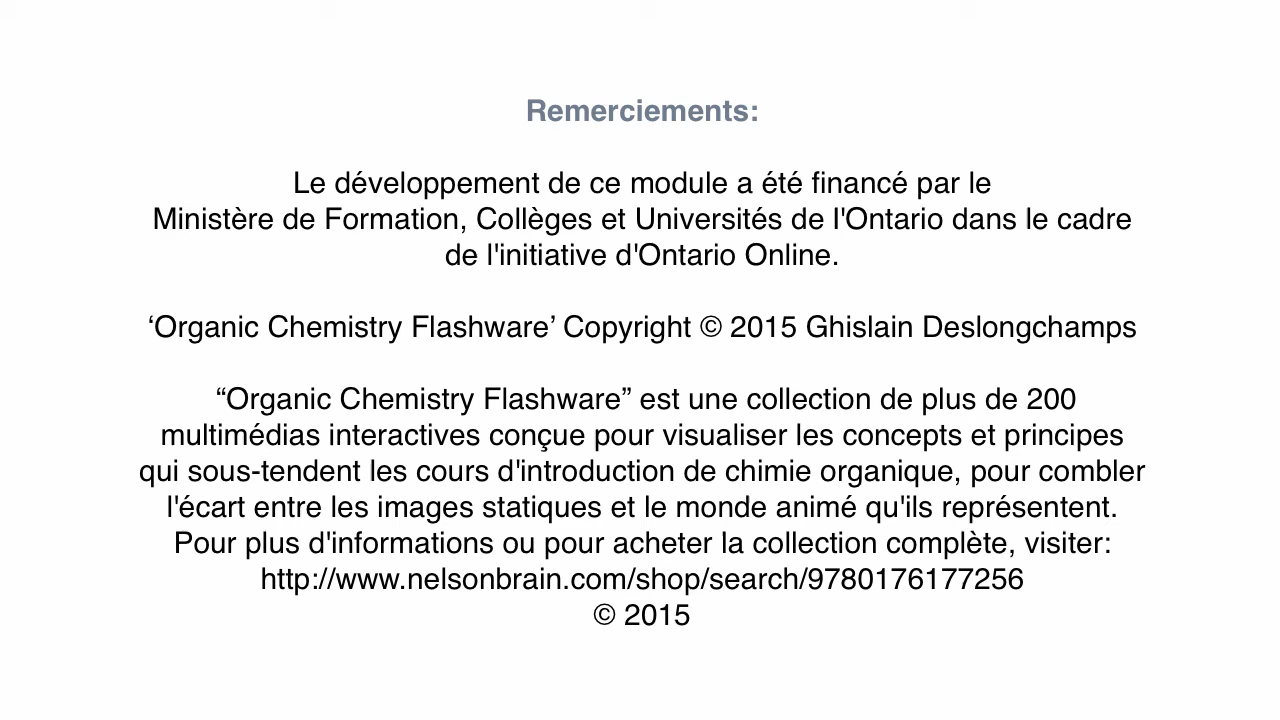 Remerciements:
Le développement de ce module a été financé par le
Ministère de Formation, Collèges et Universités de l'Ontario dans le cadre
de l'initiative d'Ontario Online.
‘Organic Chemistry Flashware’ Copyright © 2015 Ghislain Deslongchamps
“Organic Chemistry Flashware” est une collection de plus de 200
multimédias interactives conçue pour visualiser les concepts et principes
qui sous-tendent les cours d'introduction de chimie organique, pour combler
l'écart entre les images statiques et le monde animé qu'ils représentent.
Pour plus d'informations ou pour acheter la collection complète, visiter:
http://www.nelsonbrain.com/shop/search/9780176177256
© 2015